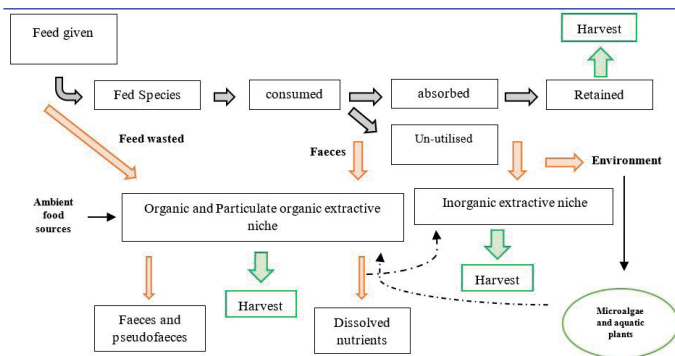 Feed given
Harvest
Fed Species
consumed
absorbed
Retained
Feed wasted
Faeces
Un-utilised
Environment
Ambient
food
sources
Organic and Particulate organic extractive
niche
Inorganic extractive niche
Harvest
Harvest
Faeces and
pseudofaeces
Dissolved
nutrients
Microalgae
and aquatic
plants